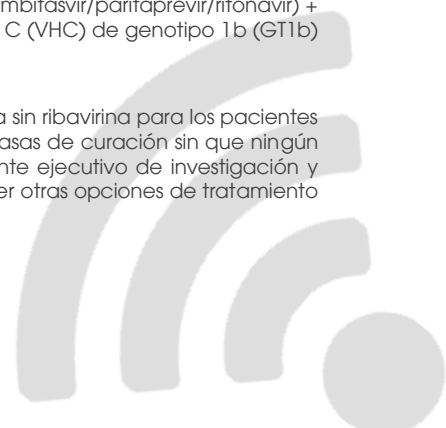 mbitasvir/paritaprevir/ritonavir) +
C (VHC) de genotipo 1b (GT1b)
a sin ribavirina para los pacientes
asas de curación sin que ningún
nte ejecutivo de investigación y
er otras opciones de tratamiento